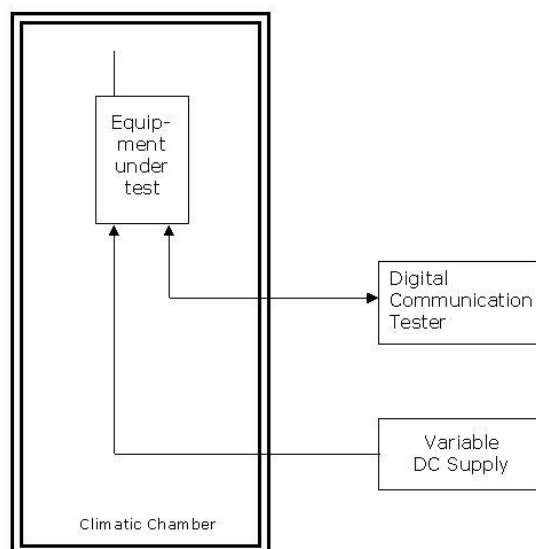 Equip-
ment
under
test
Digital
Communication
Tester
Variable
DC Supply
Climatic Chamber